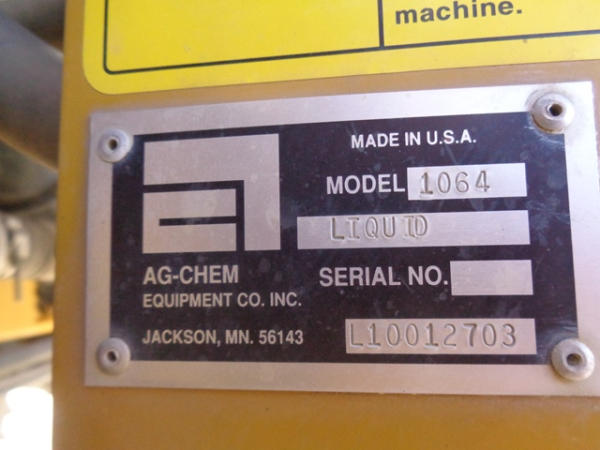 machine.
MADE IN U.S.A.
MODEL 1064
LIQUID
AG-CHEM
EQUIPMENT CO. INC.
JACKSON, MN. 56143
SERIAL NO.
L10012703